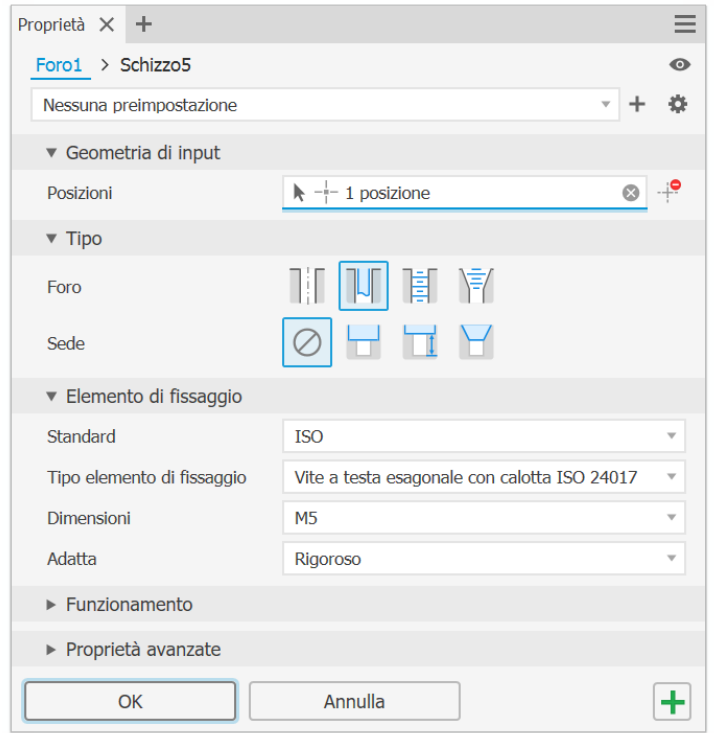 Proprietà
Foro1 > Schizzo5
Nessuna preimpostazione
Geometria di input
Posizioni 1 posizione
Tipo
Foro
Sede
Elemento di fissaggio
Standard ISO
Tipo elemento di fissaggio Vite a testa esagonale con calotta ISO 24017
Dimensioni M5
Adatta Rigoroso
Funzionamento
Proprietà avanzate
OK Annulla